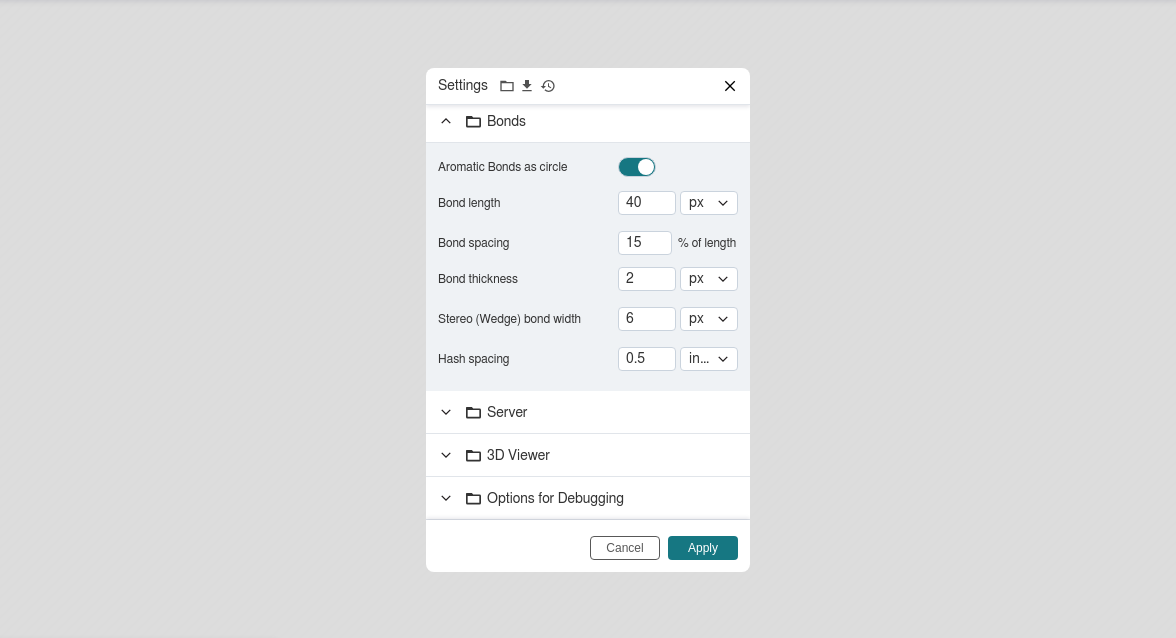 Settings
Bonds
Aromatic Bonds as circle
Bond length 40 px
Bond spacing 15 % of length
Bond thickness 2 px
Stereo (Wedge) bond width 6 px
Hash spacing 0.5 in...
Server
3D Viewer
Options for Debugging
Cancel Apply